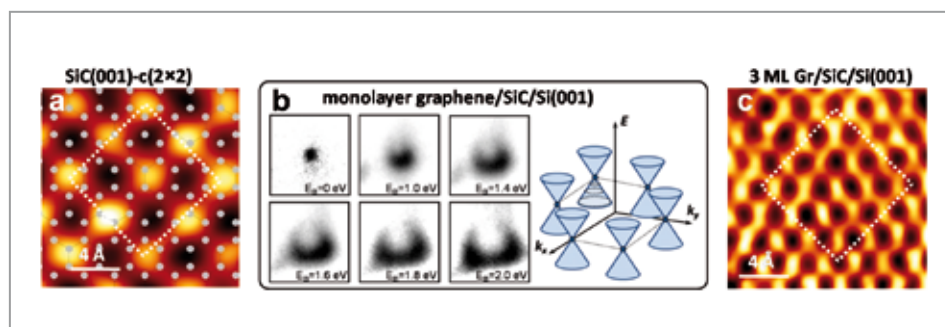 SiC(001)-c(2×2)
a
4 Å
b
monolayer graphene/SiC/Si(001)
E_B=0 eV
E_B=1.0 eV
E_B=1.4 eV
E_B=1.6 eV
E_B=1.8 eV
E_B=2.0 eV
E
k_x
k_y
3 ML Gr/SiC/Si(001)
c
4 Å